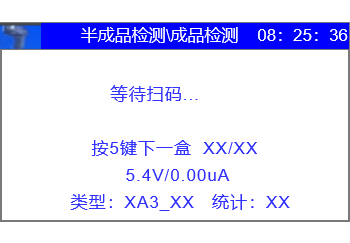 半成品检测\成品检测 08：25：36
等待扫码...
按5键下一盒 XX/XX
5.4V/0.00uA
类型：XA3_XX 统计：XX